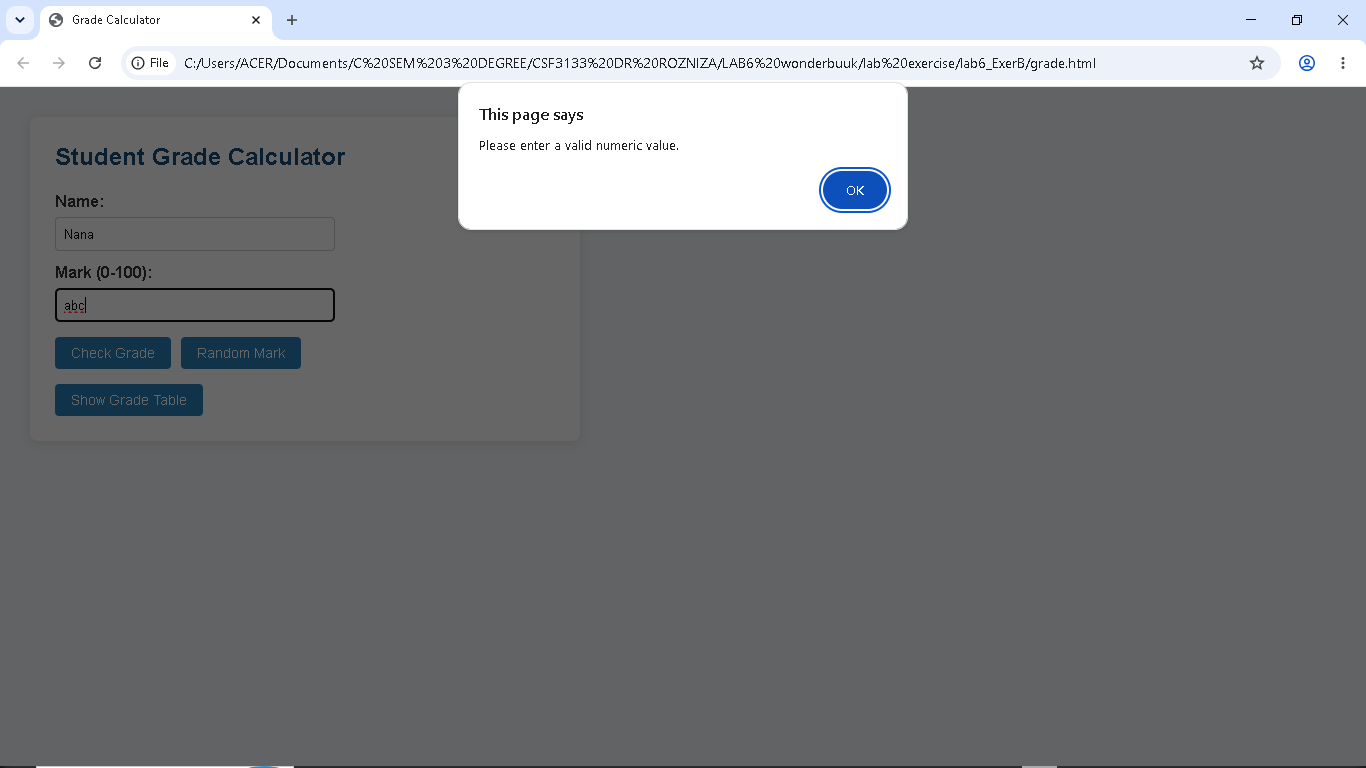 Grade Calculator
File
C:/Users/ACER/Documents/C%20SEM%203%20DEGREE/CSF3133%20DR%20ROZNIZA/LAB6%20wonderbuuk/lab%20exercise/lab6_ExerB/grade.html
This page says
Please enter a valid numeric value.
OK
Student Grade Calculator
Name:
Nana
Mark (0-100):
abc
Check Grade Random Mark
Show Grade Table